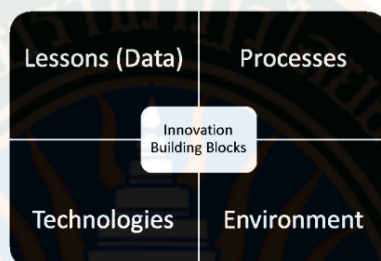 Lessons (Data)
Processes
Innovation
Building Blocks
Technologies
Environment